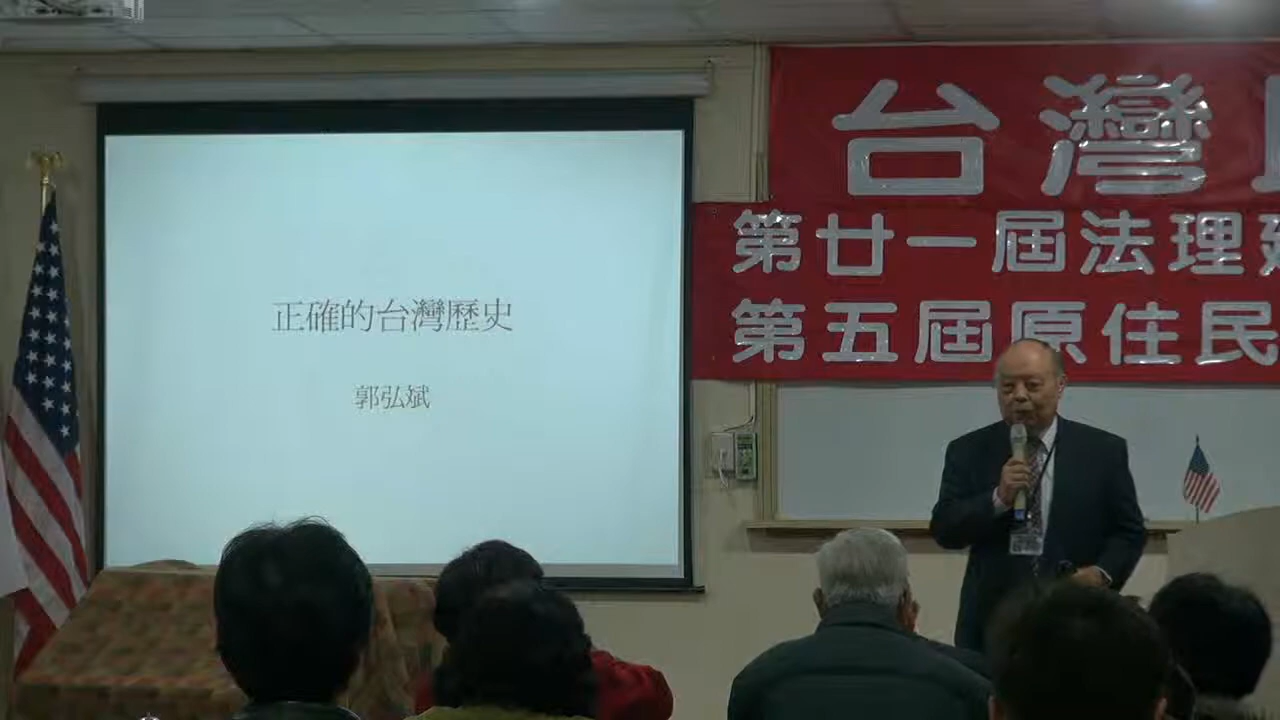 正確的台灣歷史
郭弘斌
台灣
第廿一屆法理
第五屆原住民